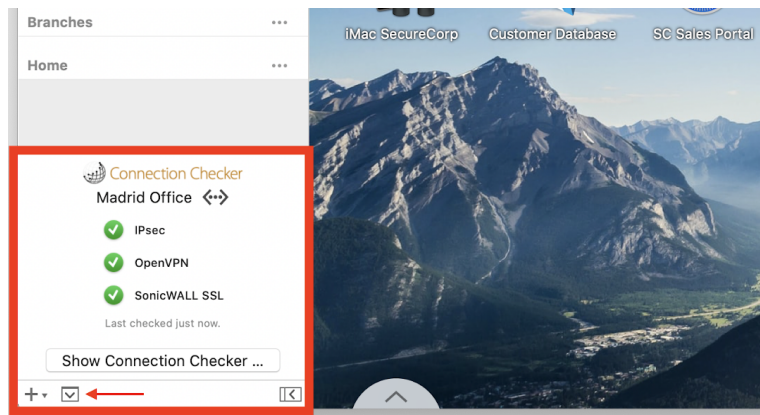 Branches
Home
iMac SecureCorp
Customer Database
SC Sales Portal
Connection Checker
Madrid Office
IPsec
OpenVPN
SonicWALL SSL
Last checked just now.
Show Connection Checker ...